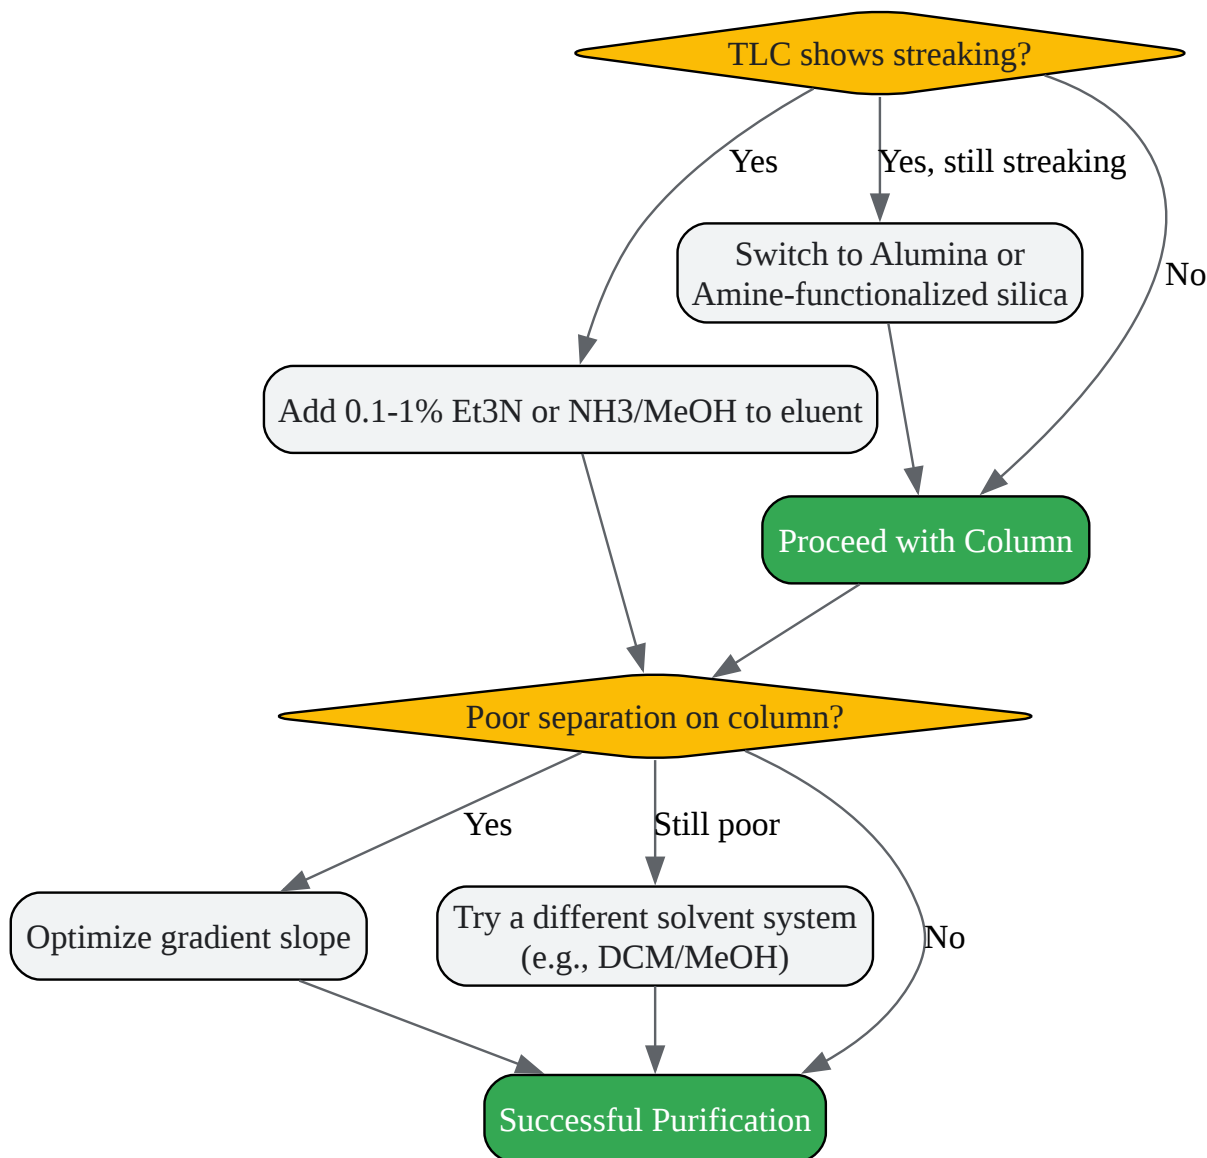 TLC shows streaking?
Yes
Yes, still streaking
Switch to Alumina or
Amine-functionalized silica
No
Add 0.1-1% Et3N or NH3/MeOH to eluent
Proceed with Column
Poor separation on column?
Yes
Still poor
Optimize gradient slope
Try a different solvent system
(e.g., DCM/MeOH)
No
Successful Purification